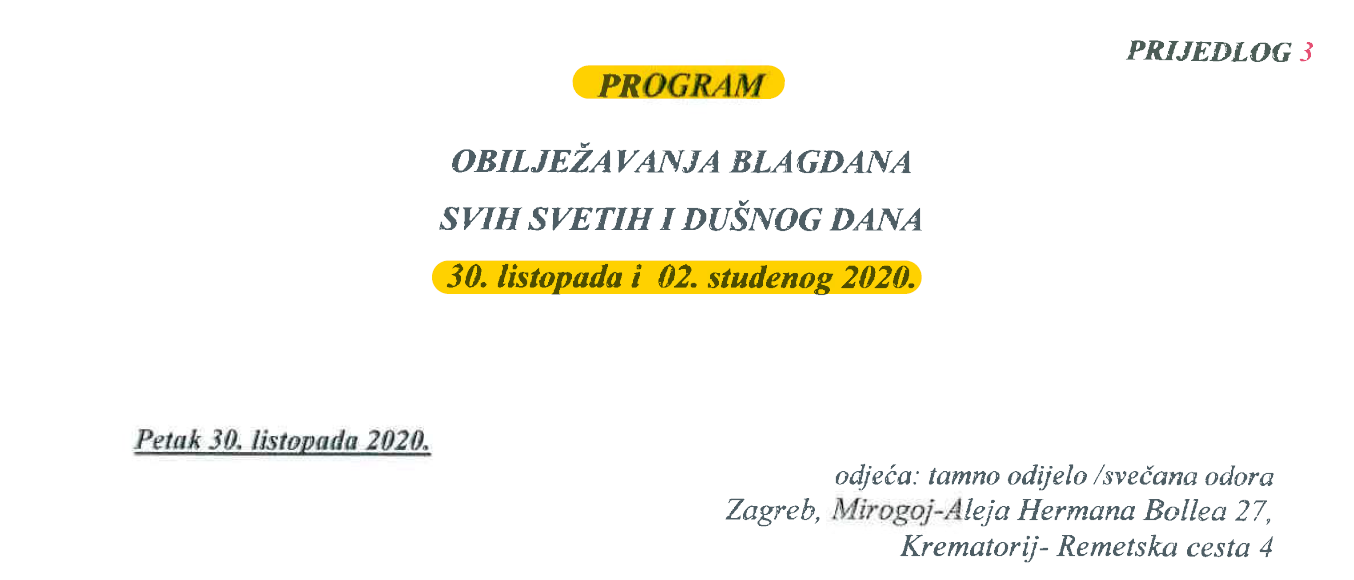 PRIJEDLOG 3
PROGRAM
OBILJEŽAVANJA BLAGDANA
SVIH SVETIH I DUŠNOG DANA
30. listopada i 02. studenog 2020.
Petak 30. listopada 2020.
odjeća: tamno odijelo /svečana odora
Zagreb, Mirogoj-Aleja Hermana Bollea 27,
Krematorij- Remetska cesta 4